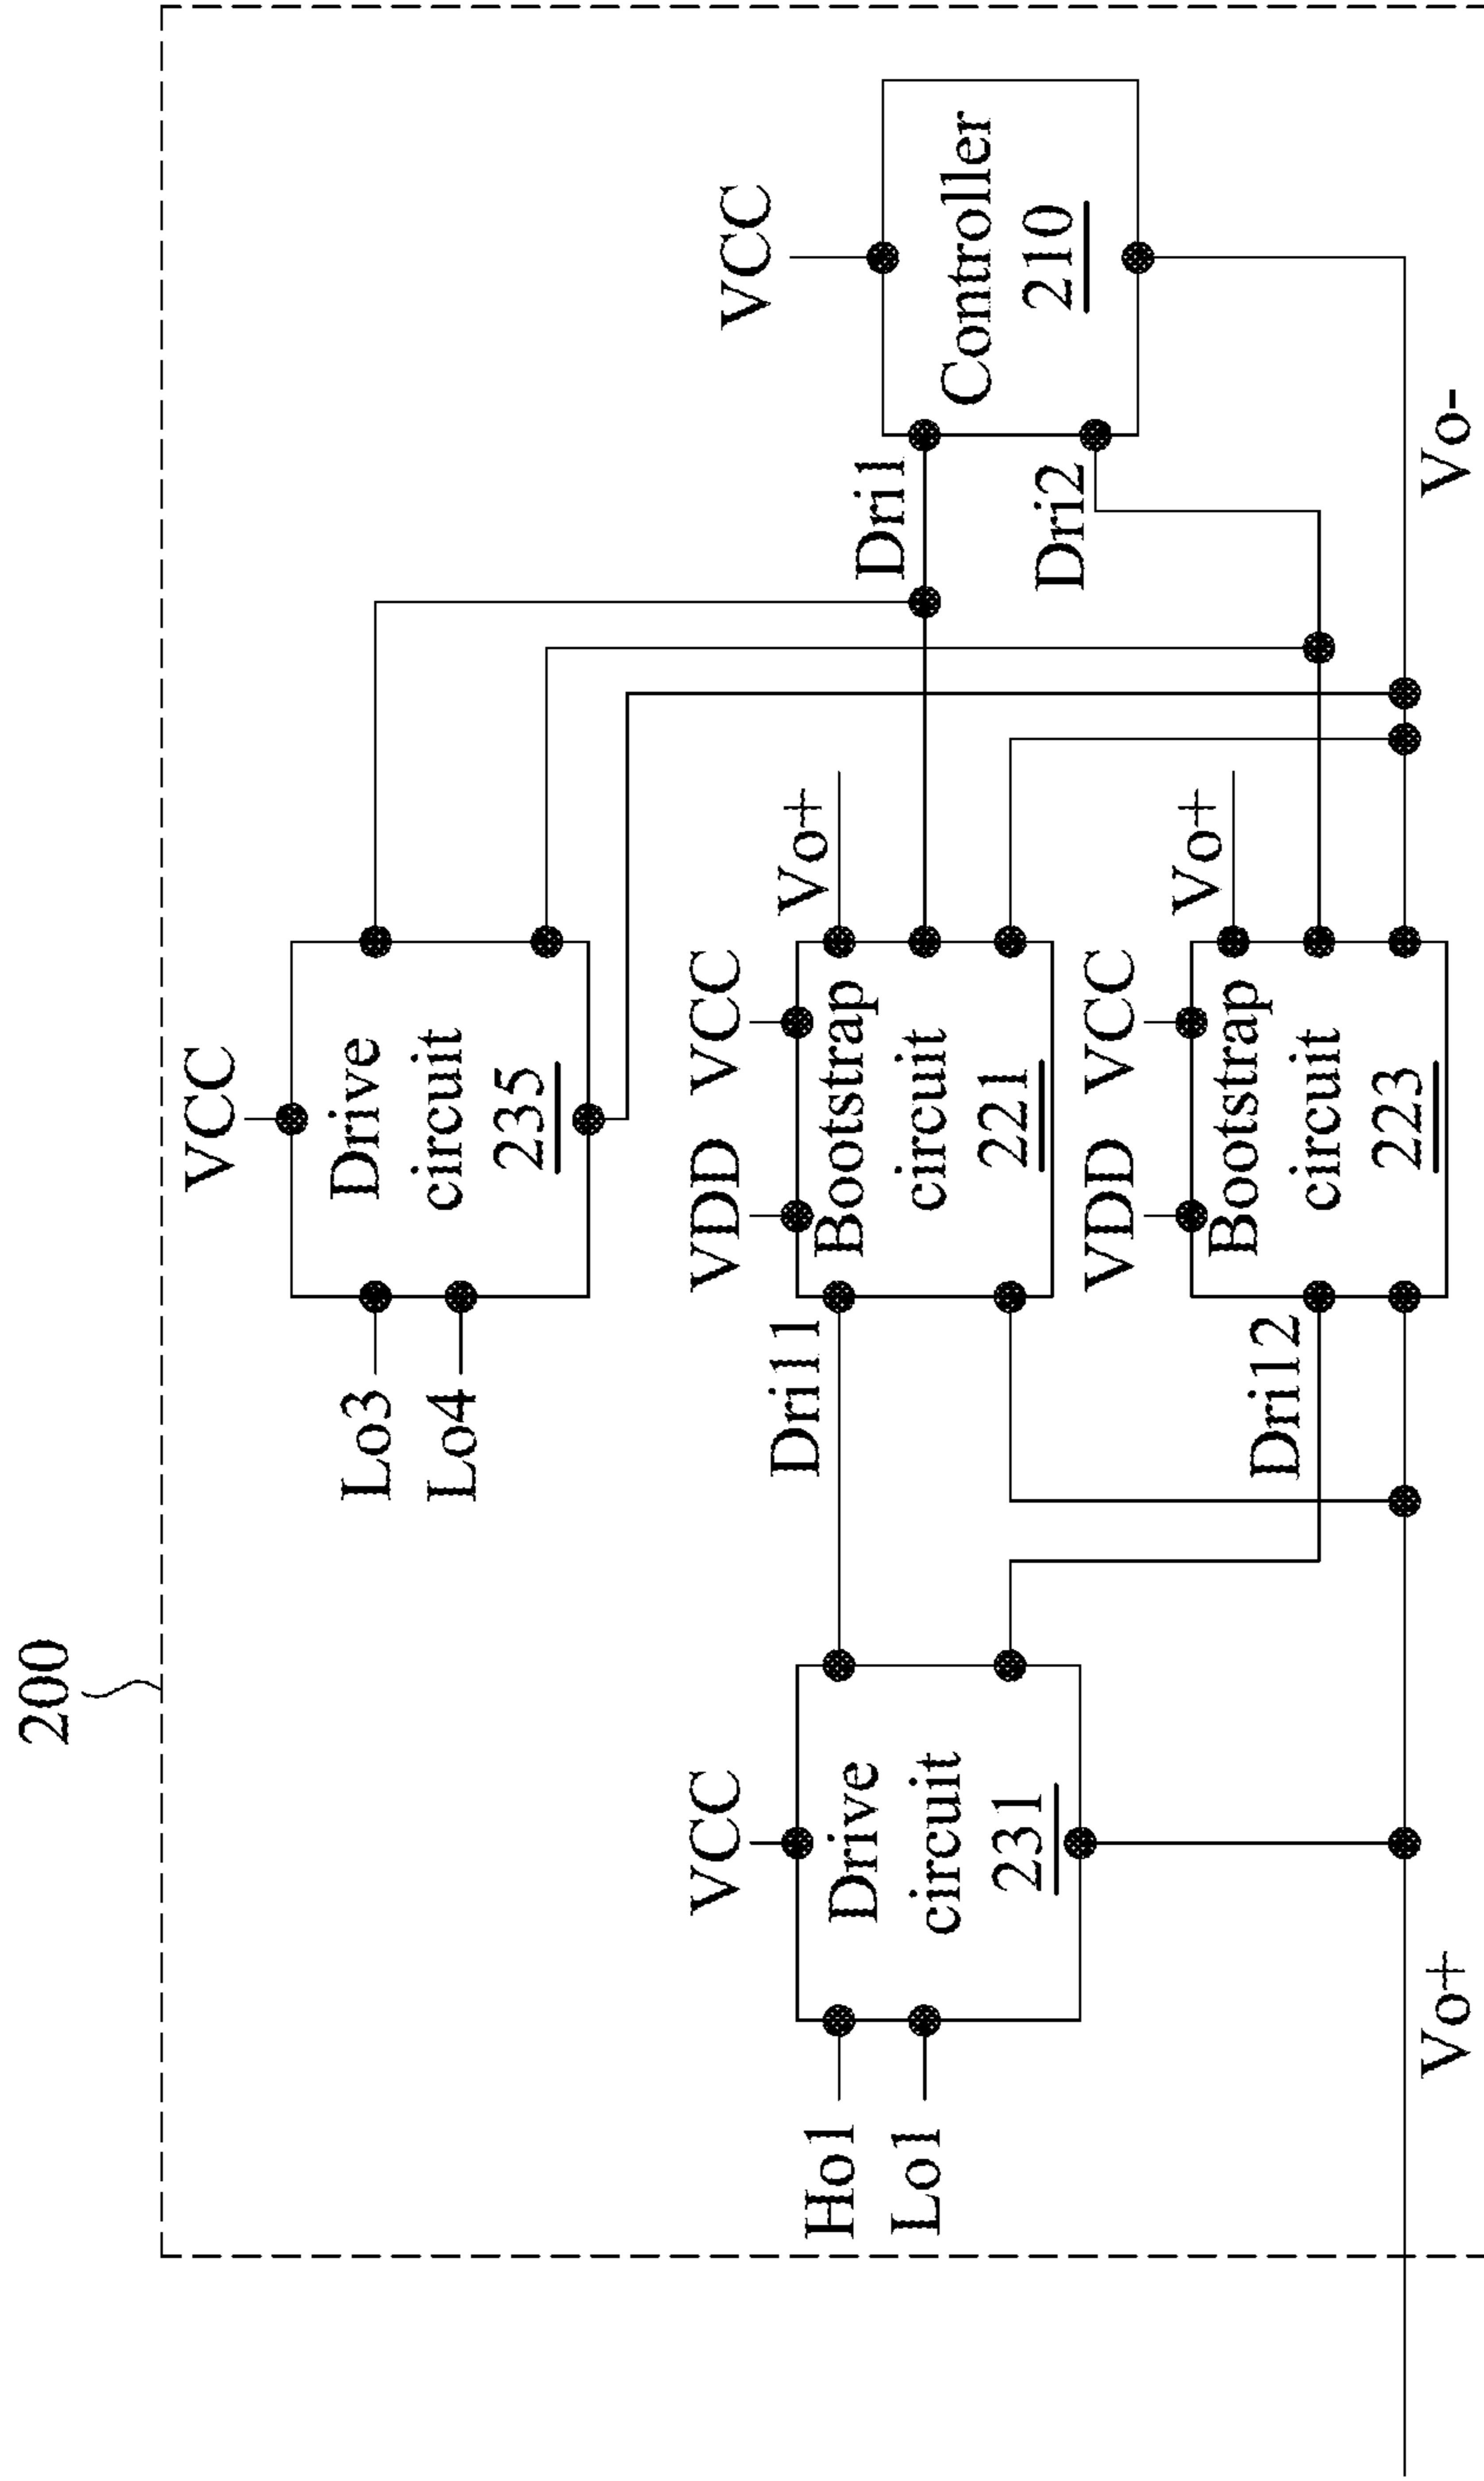 200
VCC
Drive
circuit
235
Lo3
Lo4
VCC
Drive
circuit
231
Ho1
Lo1
Dri11
VDD VCC
Bootstrap
circuit
221
Vo+
Dri12
VDD VCC
Bootstrap
circuit
223
Vo+
VCC
Controller
210
Dri1
Dri2
Vo+
Vo-